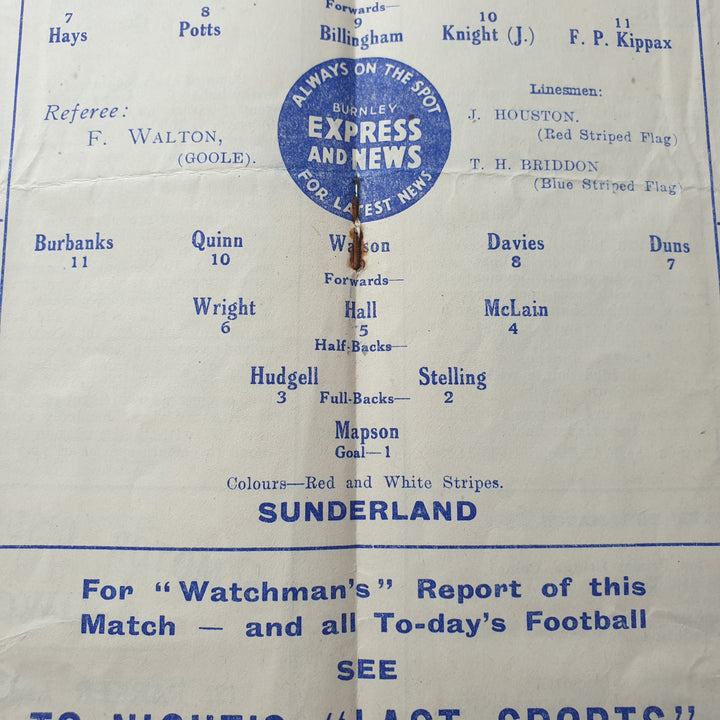 Forwards—
7 8 9 10 11
Hays Potts Billingham Knight (J.) F. P. Kippax
Referee:
F. WALTON,
(GOOLE).
ALWAYS ON THE SPOT
BURNLEY
EXPRESS
AND NEWS
FOR LATEST NEWS
Linesmen:
J. HOUSTON.
(Red Striped Flag)
T. H. BRIDDON
(Blue Striped Flag)
Burbanks Quinn Watson Davies Duns
11 10 8 7
Forwards—
Wright Hall McLain
6 5 4
Half-Backs—
Hudgell Stelling
3 Full-Backs— 2
Mapson
Goal—1
Colours—Red and White Stripes.
SUNDERLAND
For "Watchman's" Report of this
Match — and all To-day's Football
SEE
TO-NIGHT'S "LAST SPORTS"